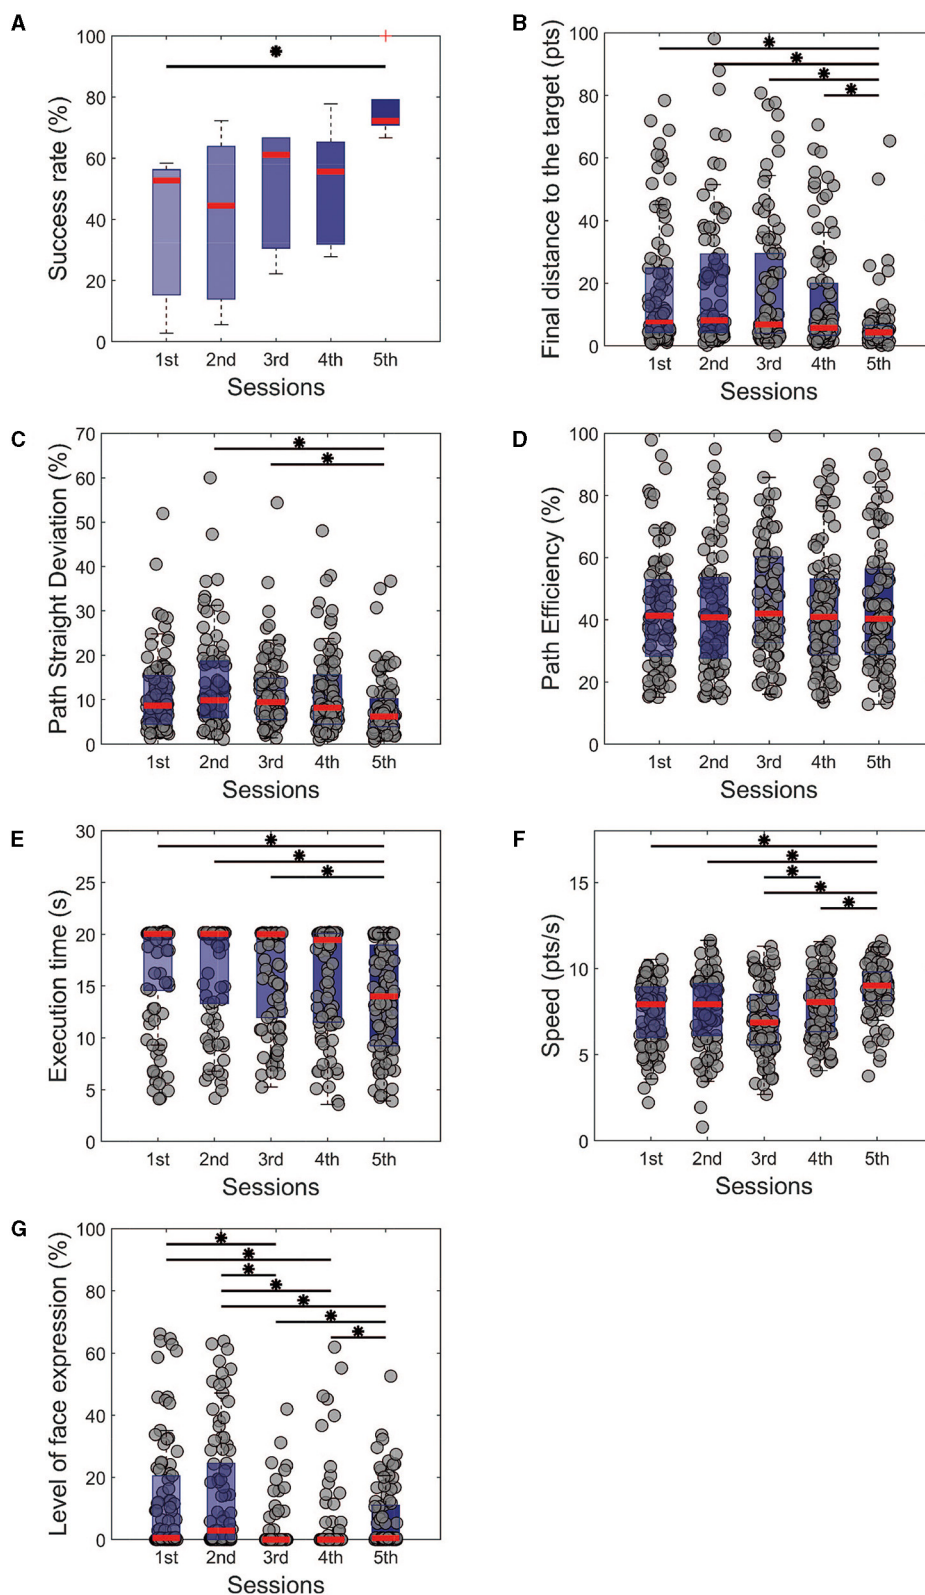 A
Success rate (%)
100
80
60
40
20
0
1st 2nd 3rd 4th 5th
Sessions
B
Final distance to the target (pts)
100
80
60
40
20
0
1st 2nd 3rd 4th 5th
Sessions
C
Path Straight Deviation (%)
70
60
50
40
30
20
10
0
1st 2nd 3rd 4th 5th
Sessions
D
Path Efficiency (%)
100
80
60
40
20
0
1st 2nd 3rd 4th 5th
Sessions
E
Execution time (s)
30
25
20
15
10
5
0
1st 2nd 3rd 4th 5th
Sessions
F
Speed (pts/s)
15
10
5
0
1st 2nd 3rd 4th 5th
Sessions
G
Level of face expression (%)
100
80
60
40
20
0
1st 2nd 3rd 4th 5th
Sessions